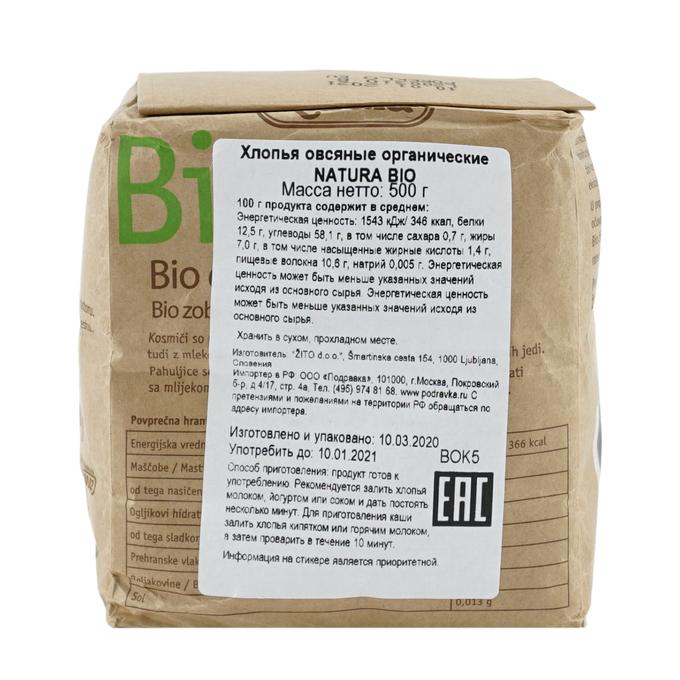 Bi
Хлопья овсяные органические
NATURA BIO
Масса нетто: 500 г
100 г продукта содержит в среднем:
Энергетическая ценность: 1543 кДж/ 346 ккал, белки
12,5 г, углеводы 58,1 г, в том числе сахара 0,7 г, жиры
7,0 г, в том числе насыщенные жирные кислоты 1,4 г,
пищевые волокна 10,6 г, натрий 0,005 г. Энергетическая
ценность может быть меньше указанных значений
исходя из основного сырья. Энергетическая ценность
может быть меньше указанных значений исходя из
основного сырья.
Хранить в сухом, прохладном месте.
Изготовитель: "ŽITO d.o.o.", Šmartinska cesta 154, 1000 Ljubljana,
Словения
Импортер в РФ: ООО «Подравка», 101000, г.Москва, Покровский
б-р, д.4/17, стр. 4а, Тел. (495) 974 81 68. www.podravka.ru С
претензиями и пожеланиями на территории РФ обращаться по
адресу импортера.
Изготовлено и упаковано: 10.03.2020
Употребить до: 10.01.2021 BOK5
Способ приготовления: продукт готов к
употреблению. Рекомендуется залить хлопья
молоком, йогуртом или соком и дать постоять
несколько минут. Для приготовления каши
залить хлопья кипятком или горячим молоком,
а затем проварить в течение 10 минут.
EAC
Информация на стикере является приоритетной.
Bio
Bio zob
Kosmiči so
tudi z mleko
ih jedi.
Pahuljice se
ati
sa mlijekom
Povprečna hran
Energijska vredn
366 kcal
Maščobe / Mast
od tega nasičen
Ogljikovi hidrat
od tega sladkor
Prehranske vlak
Beljakovine / B
Sol
0,013 g